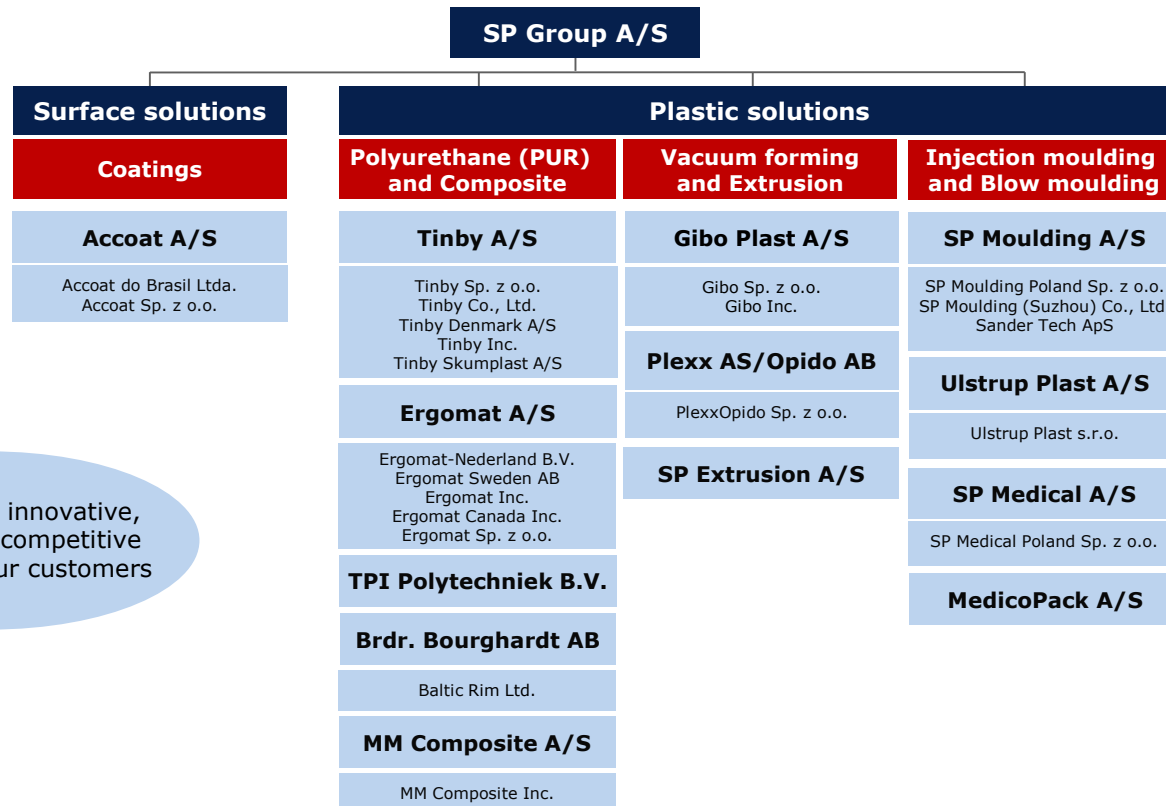 SP Group A/S
Surface solutions
Plastic solutions
Coatings
Polyurethane (PUR)
and Composite
Vacuum forming
and Extrusion
Injection moulding
and Blow moulding
Accoat A/S
Accoat do Brasil Ltda.
Accoat Sp. z o.o.
Tinby A/S
Tinby Sp. z o.o.
Tinby Co., Ltd.
Tinby Denmark A/S
Tinby Inc.
Tinby Skumplast A/S
Ergomat A/S
Ergomat-Nederland B.V.
Ergomat Sweden AB
Ergomat Inc.
Ergomat Canada Inc.
Ergomat Sp. z o.o.
TPI Polytechniek B.V.
Brdr. Bourghardt AB
Baltic Rim Ltd.
MM Composite A/S
MM Composite Inc.
Gibo Plast A/S
Gibo Sp. z o.o.
Gibo Inc.
Plexx AS/Opido AB
PlexxOpido Sp. z o.o.
SP Extrusion A/S
SP Moulding A/S
SP Moulding Poland Sp. z o.o.
SP Moulding (Suzhou) Co., Ltd
Sander Tech ApS
Ulstrup Plast A/S
Ulstrup Plast s.r.o.
SP Medical A/S
SP Medical Poland Sp. z o.o.
MedicoPack A/S
innovative,
competitive
customers